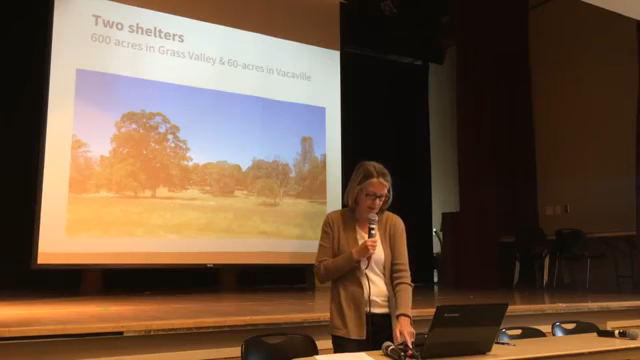 Two shelters
600 acres in Grass Valley & 60-acres in Vacaville